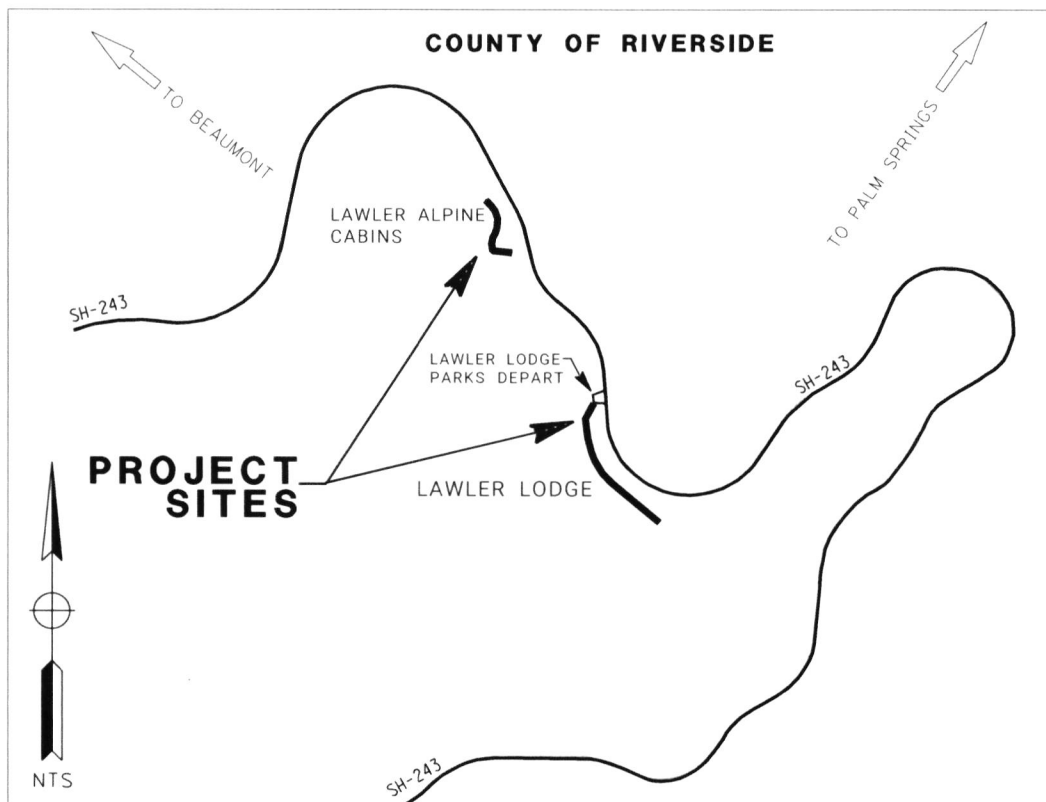 COUNTY OF RIVERSIDE
TO BEAUMONT
TO PALM SPRINGS
LAWLER ALPINE
CABINS
SH-243
LAWLER LODGE
PARKS DEPART
SH-243
PROJECT
SITES
LAWLER LODGE
NTS
SH-243